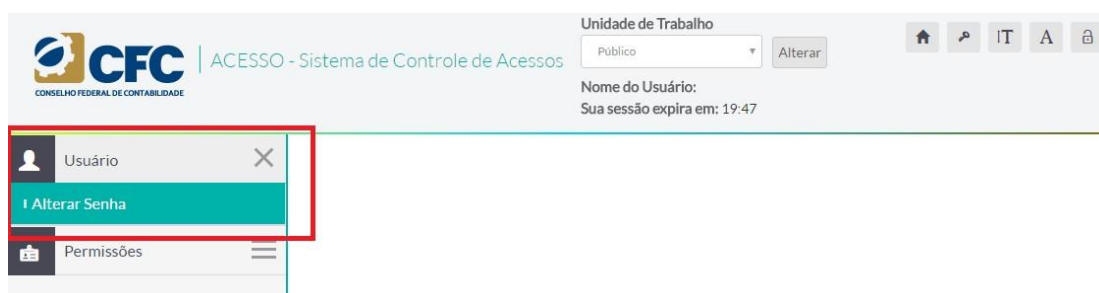 CFC
CONSELHO FEDERAL DE CONTABILIDADE
ACESSO - Sistema de Controle de Acessos
Unidade de Trabalho
Público
Alterar
Nome do Usuário:
Sua sessão expira em: 19:47
IT
A
Usuário
Alterar Senha
Permissões